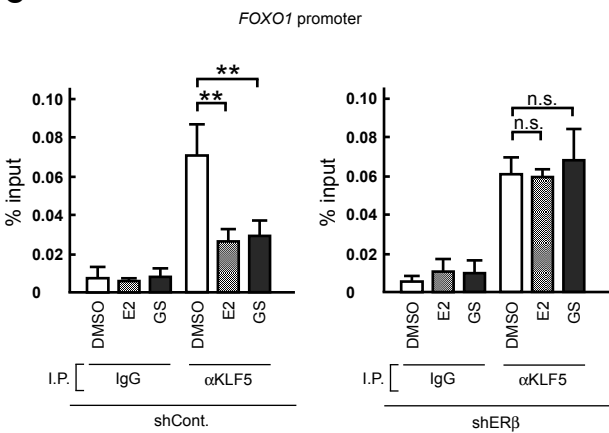 FOXO1 promoter
% input
0.10
0.08
0.06
0.04
0.02
0
**
**
DMSO
E2
GS
DMSO
E2
GS
I.P.
IgG
αKLF5
shCont.
% input
0.10
0.08
0.06
0.04
0.02
0
n.s.
n.s.
DMSO
E2
GS
DMSO
E2
GS
I.P.
IgG
αKLF5
shERβ